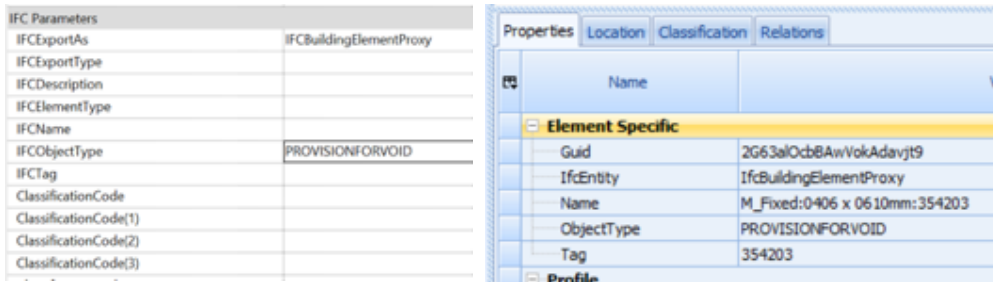 IFC Parameters
IFCExportAs IFCBuildingElementProxy
IFCExportType
IFCDescription
IFCElementType
IFCName
IFCObjectType PROVISIONFORVOID
IFCTag
ClassificationCode
ClassificationCode(1)
ClassificationCode(2)
ClassificationCode(3)
Properties Location Classification Relations
Name
Element Specific
Guid 2G63alOcbBAwVokAdavjt9
IfcEntity IfcBuildingElementProxy
Name M_Fixed:0406 x 0610mm:354203
ObjectType PROVISIONFORVOID
Tag 354203
Profile